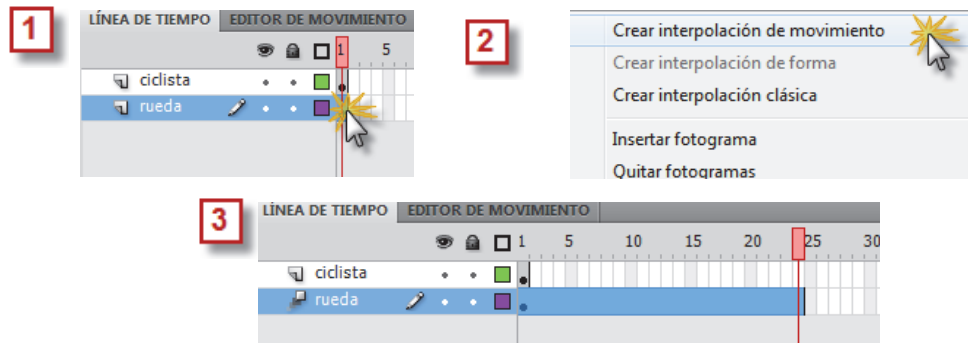 1
LÍNEA DE TIEMPO EDITOR DE MOVIMIENTO
1 5
ciclista
rueda
2
Crear interpolación de movimiento
Crear interpolación de forma
Crear interpolación clásica
Insertar fotograma
Quitar fotogramas
3
LÍNEA DE TIEMPO EDITOR DE MOVIMIENTO
1 5 10 15 20 25 30
ciclista
rueda